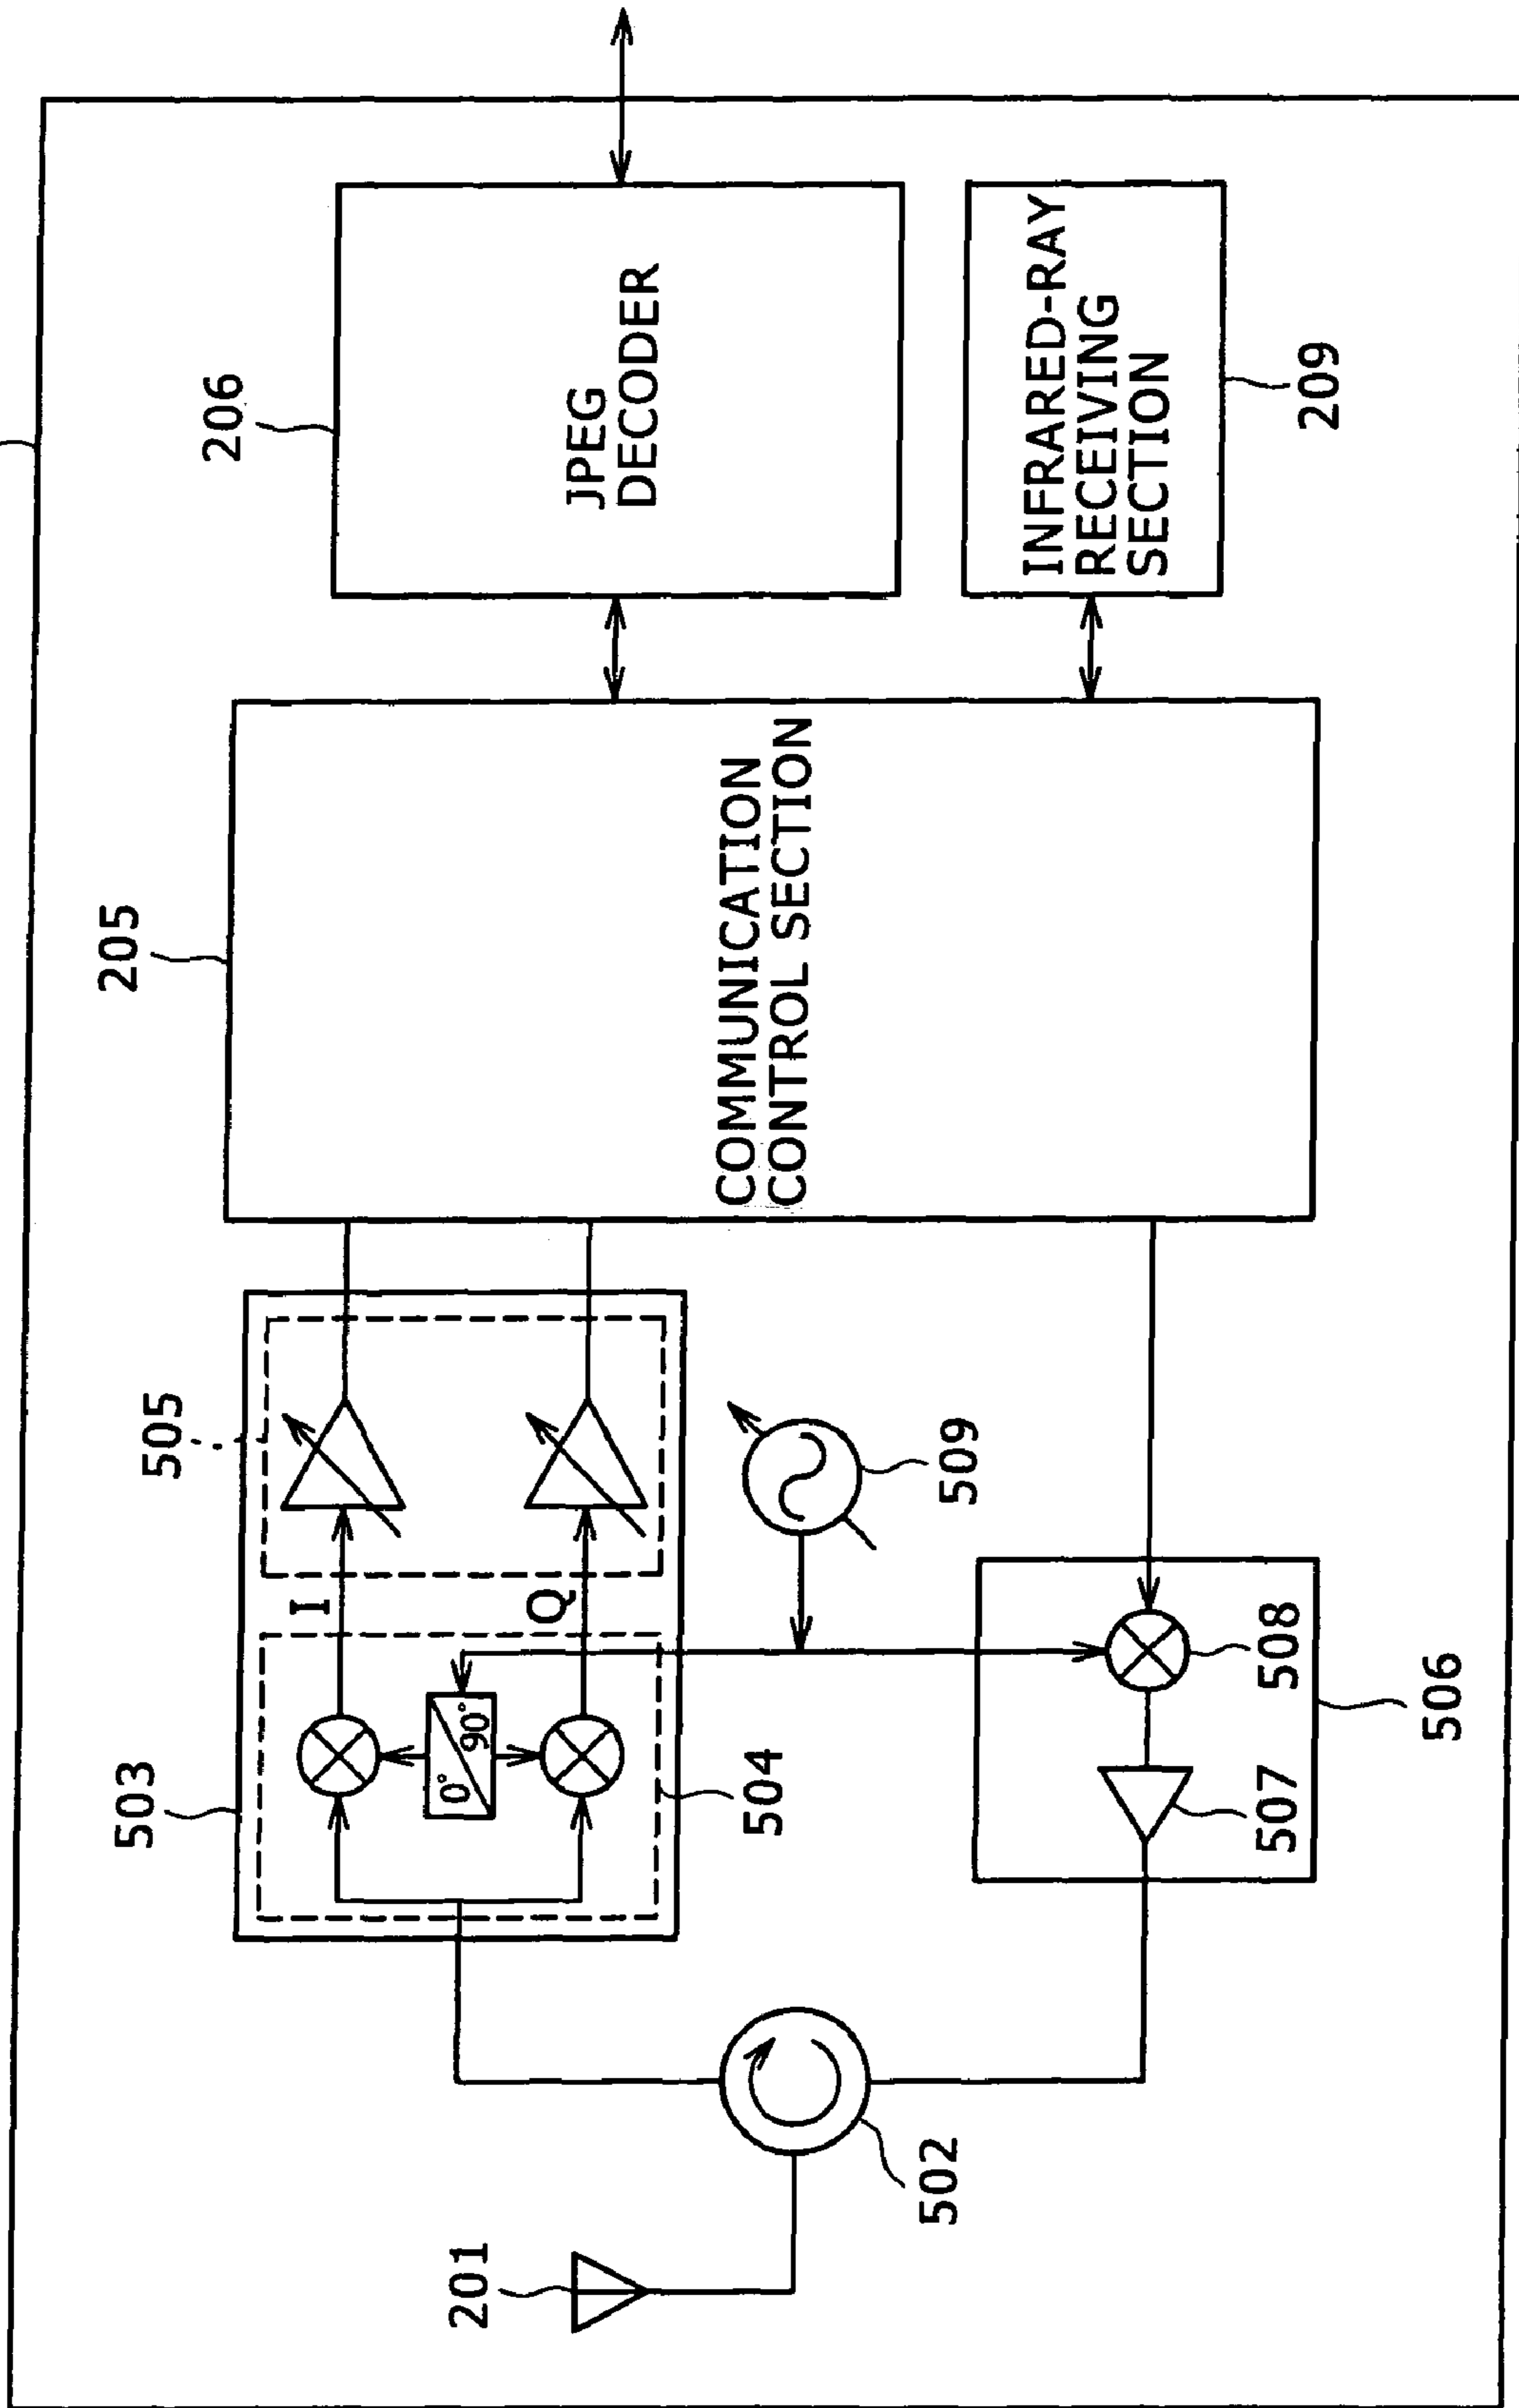 206
JPEG
DECODER
INFRARED-RAY
RECEIVING
SECTION
209
205
COMMUNICATION
CONTROL SECTION
505
I
Q
509
503
0°
90°
504
508
507
506
502
201